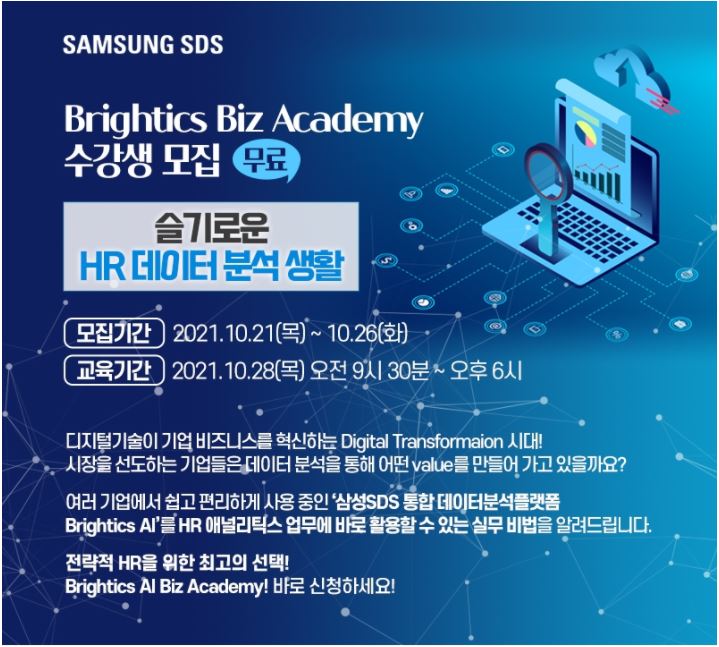 SAMSUNG SDS
Brightics Biz Academy
수강생 모집 무료
슬기로운
HR 데이터 분석 생활
모집기간 2021.10.21(목) ~ 10.26(화)
교육기간 2021.10.28(목) 오전 9시 30분 ~ 오후 6시
디지털기술이 기업 비즈니스를 혁신하는 Digital Transformaion 시대!
시장을 선도하는 기업들은 데이터 분석을 통해 어떤 value를 만들어 가고 있을까요?
여러 기업에서 쉽고 편리하게 사용 중인 '삼성SDS 통합 데이터분석플랫폼
Brightics AI'를 HR 애널리틱스 업무에 바로 활용할 수 있는 실무 비법을 알려드립니다.
전략적 HR을 위한 최고의 선택!
Brightics AI Biz Academy! 바로 신청하세요!